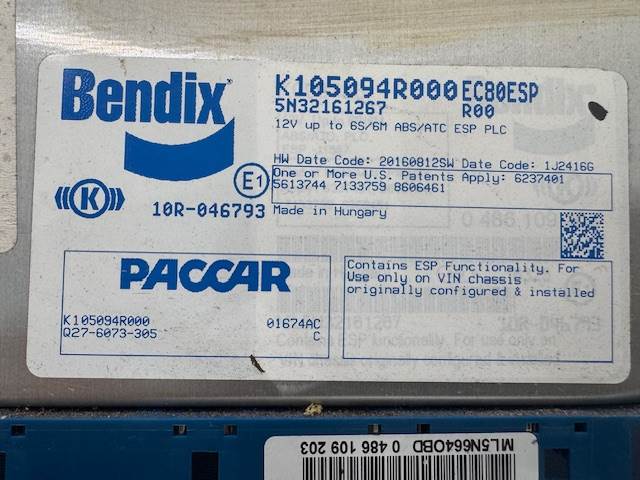 Bendix
K105094R000 EC80ESP
5N32161267 R00
12V up to 6S/6M ABS/ATC ESP PLC
HW Date Code: 20160812SW Date Code: 1J2416G
One or More U.S. Patents Apply: 6237401
5613744 7133759 8606461
E1
K
10R-046793
Made in Hungary
PACCAR
K105094R000 01674AC
Q27-6073-305 C
Contains ESP Functionality. For
Use only on VIN chassis
originally configured & installed
ML5N664OBD 0 486 109 203